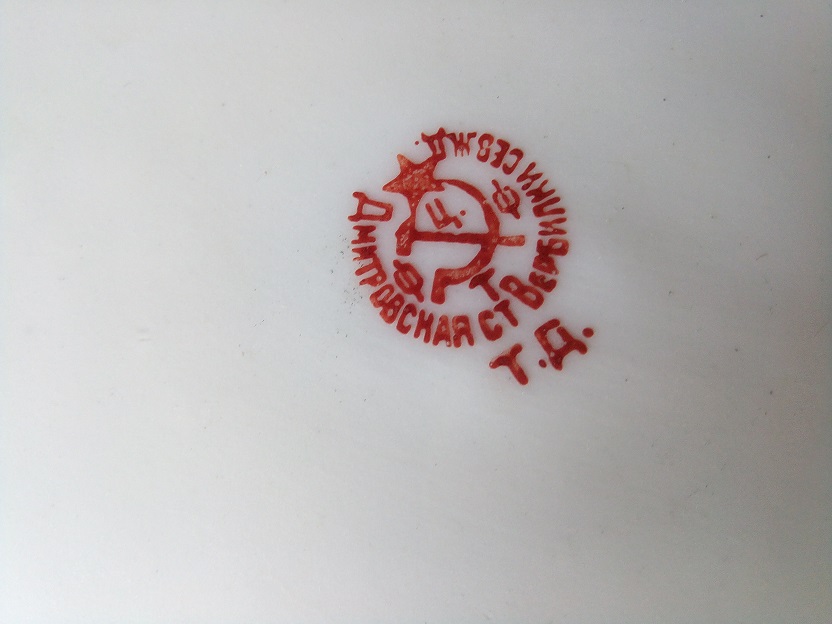 ДМИТРОВСКАЯ СТ ВЕРБИЛКИ СЕВ Ж Д
Ц. Ф
Ф Т
Т.Д.